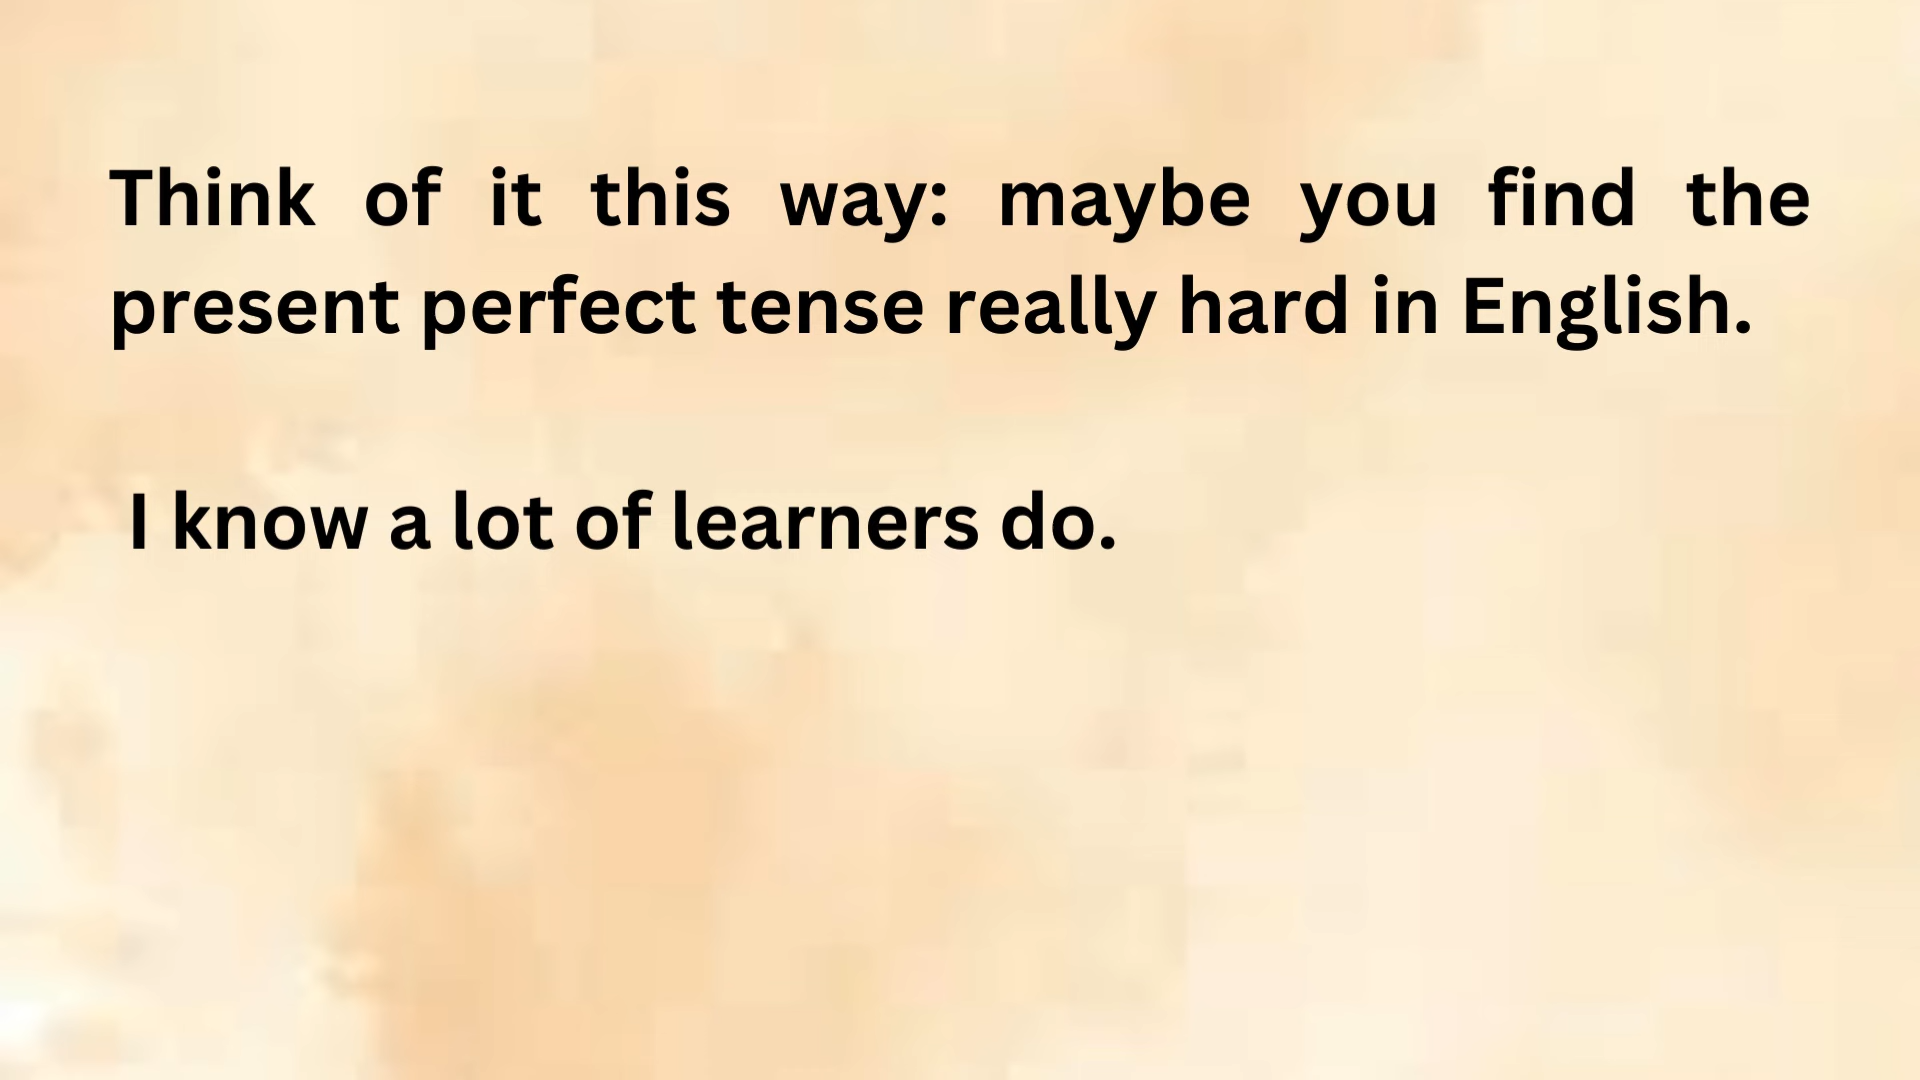 Think of it this way: maybe you find the
present perfect tense really hard in English.
I know a lot of learners do.